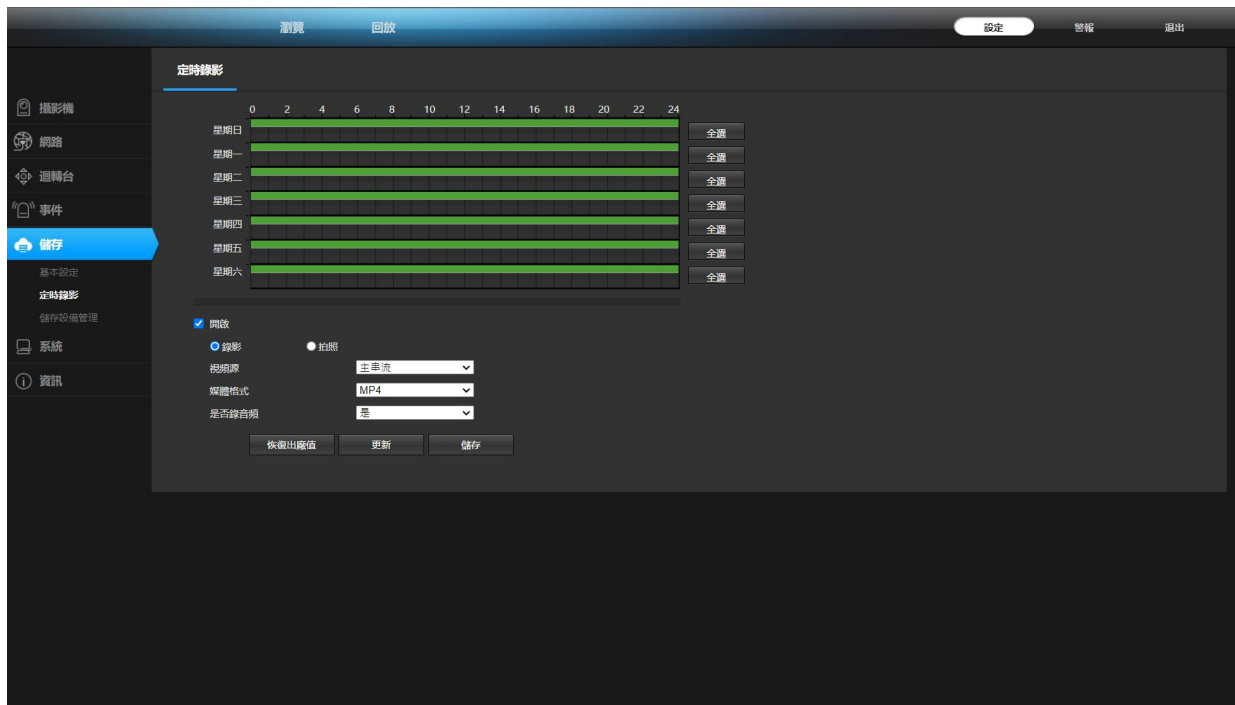 瀏覽 回放 設定 警報 退出
定時錄影
攝影機
網路
迴轉台
事件
儲存
基本設定
定時錄影
儲存設備管理
系統
資訊
0 2 4 6 8 10 12 14 16 18 20 22 24
星期日 全選
星期一 全選
星期二 全選
星期三 全選
星期四 全選
星期五 全選
星期六 全選
開啟
錄影 拍照
視頻源 主串流
媒體格式 MP4
是否錄音頻 是
恢復出廠值 更新 儲存